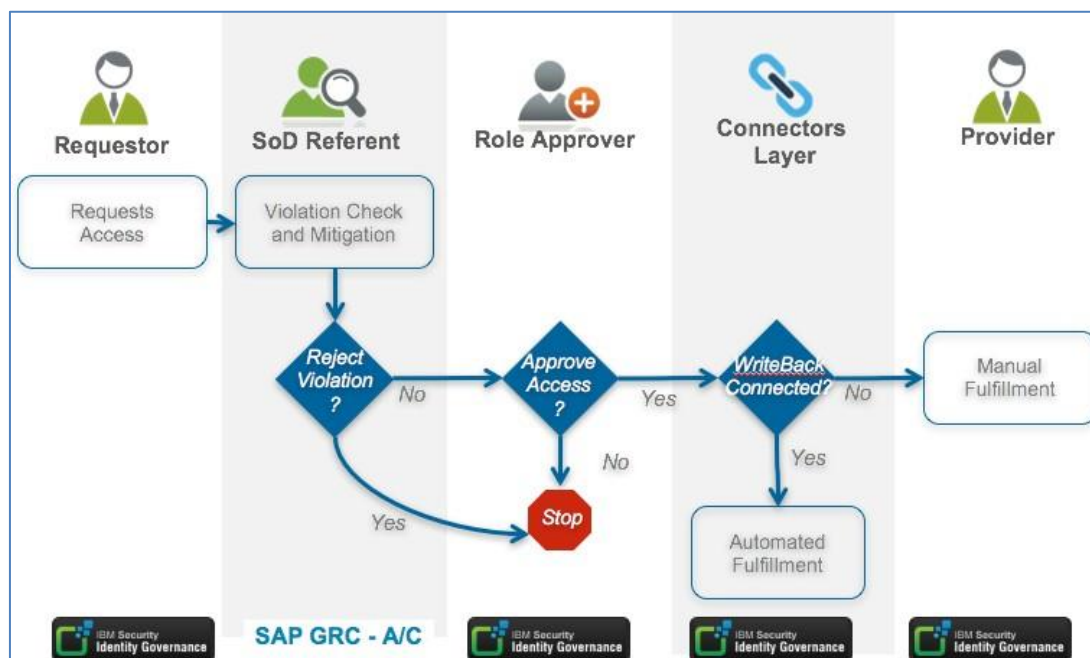 Requestor
SoD Referent
Role Approver
Connectors
Layer
Provider
Requests
Access
Violation Check
and Mitigation
Reject
Violation
?
No
Approve
Access
?
Yes
WriteBack
Connected?
No
Manual
Fulfillment
Yes
No
Stop
Yes
Automated
Fulfillment
IBM Security
Identity Governance
SAP GRC - A/C
IBM Security
Identity Governance
IBM Security
Identity Governance
IBM Security
Identity Governance